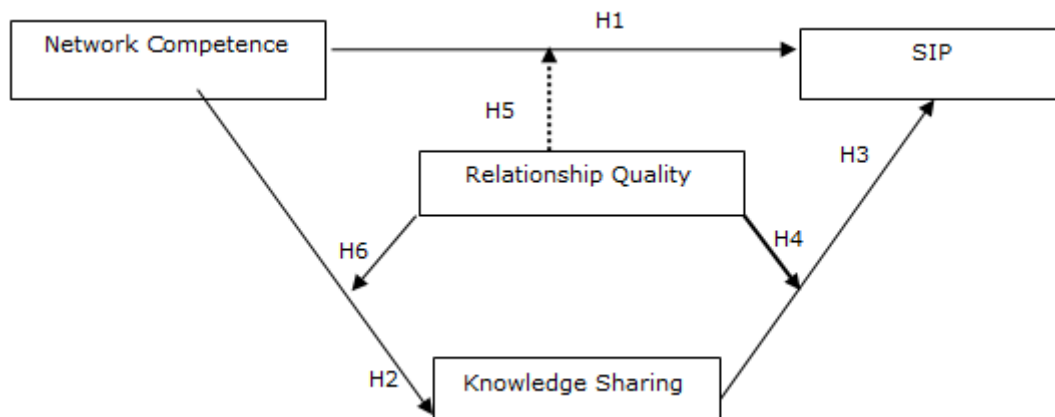 H1
Network Competence
SIP
H5
H3
Relationship Quality
H6
H4
H2
Knowledge Sharing